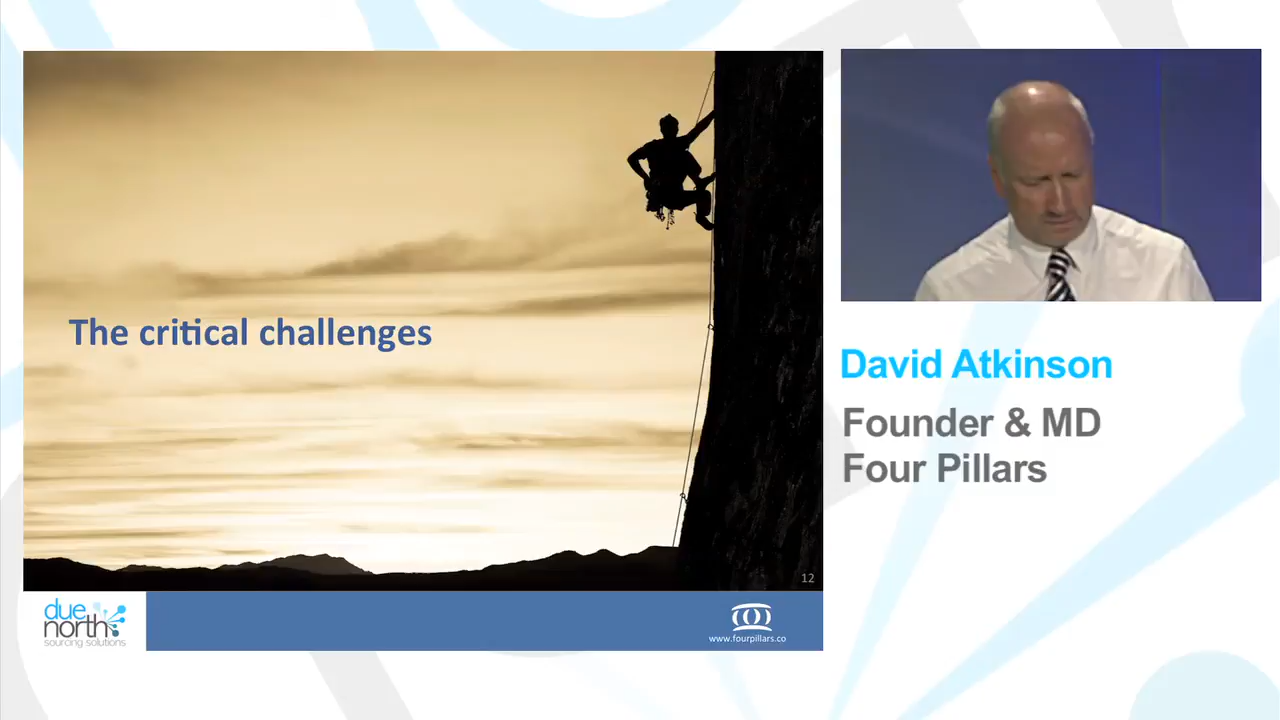 The critical challenges
12
due
north
sourcing solutions
www.fourpillars.co
David Atkinson
Founder & MD
Four Pillars